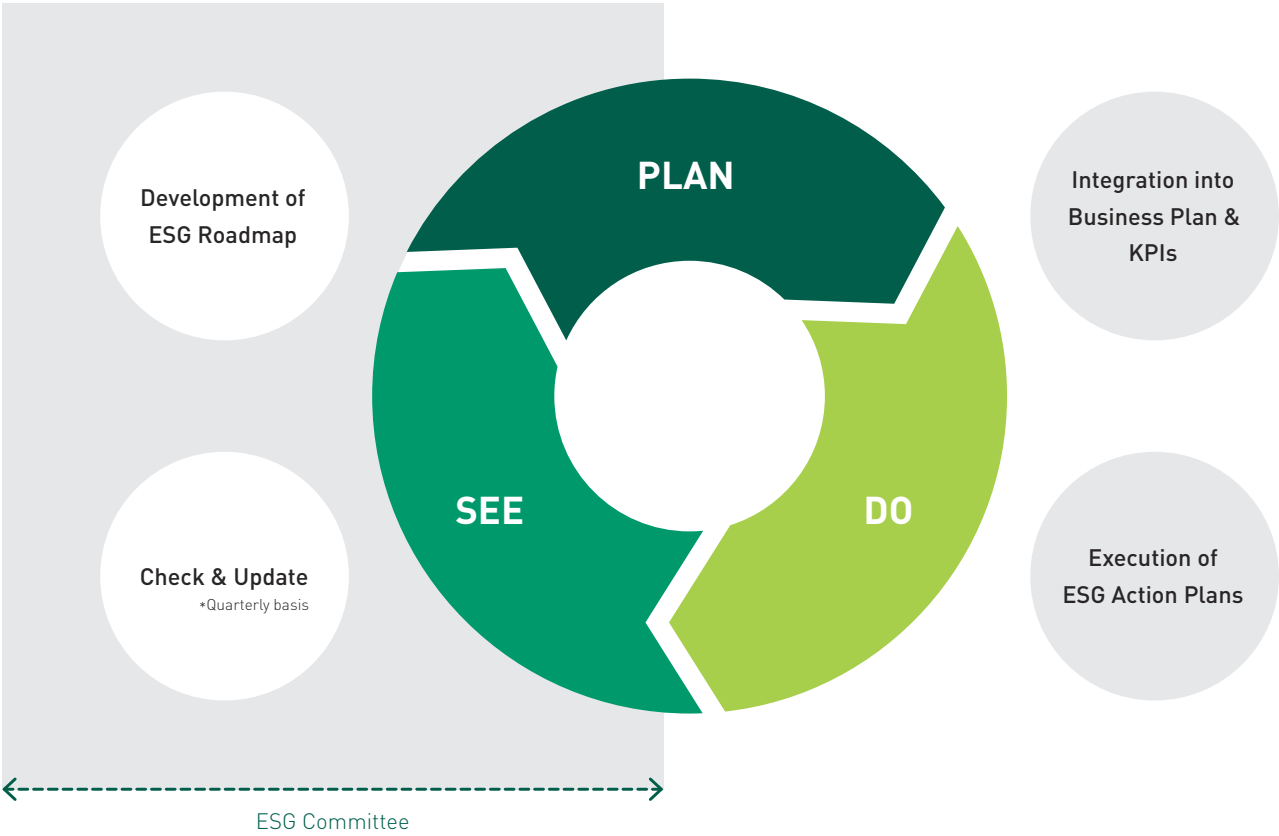 PLAN
Development of
ESG Roadmap
Integration into
Business Plan &
KPIs
SEE
DO
Check & Update
*Quarterly basis
Execution of
ESG Action Plans
ESG Committee